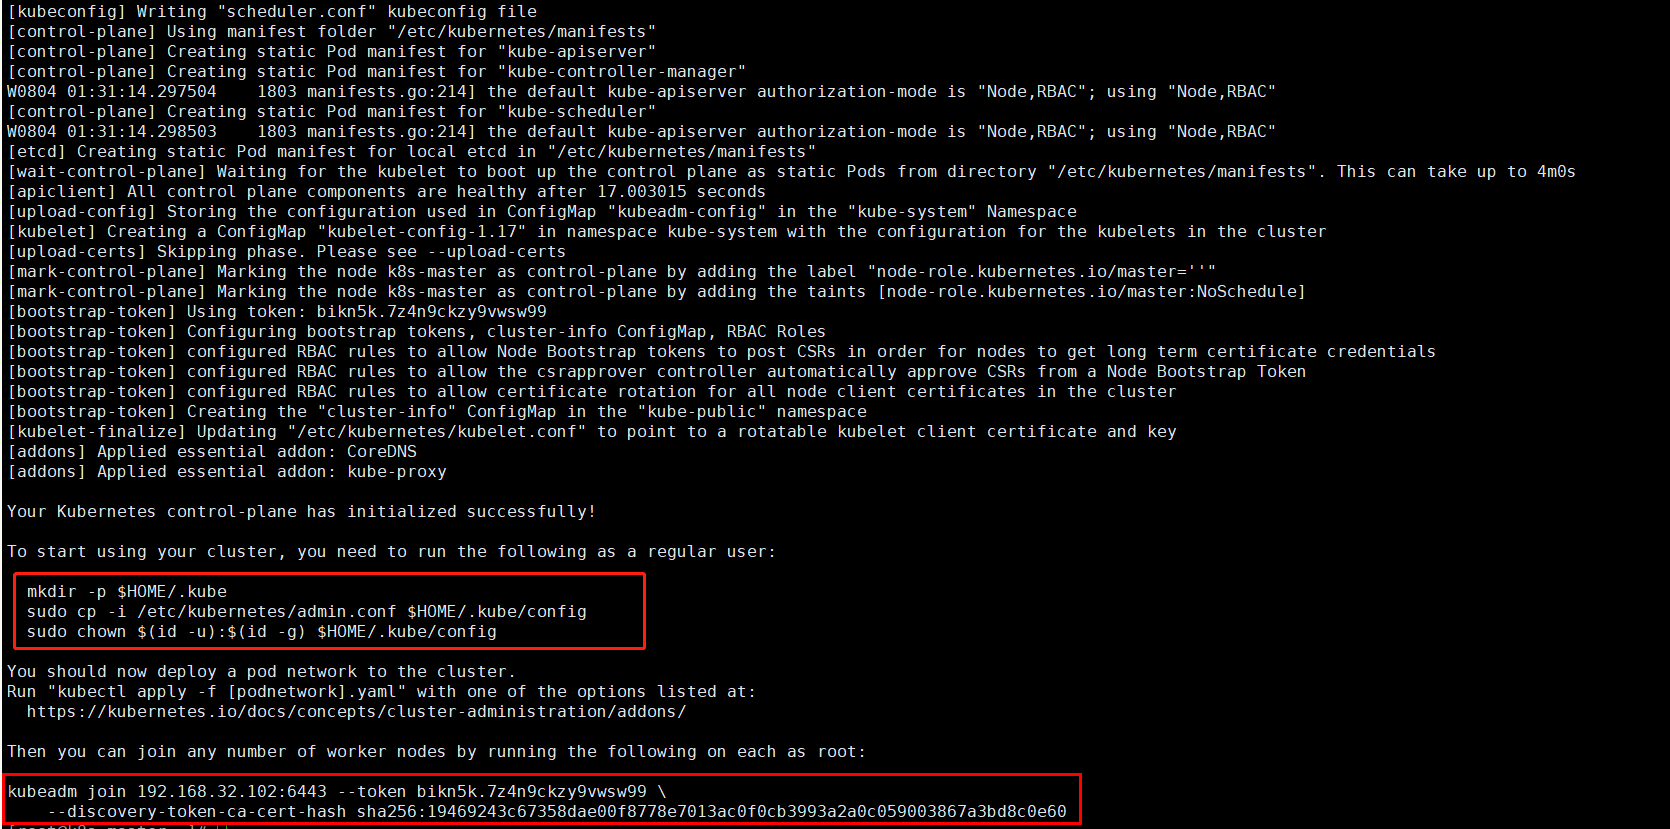 [kubeconfig] Writing "scheduler.conf" kubeconfig file
[control-plane] Using manifest folder "/etc/kubernetes/manifests"
[control-plane] Creating static Pod manifest for "kube-apiserver"
[control-plane] Creating static Pod manifest for "kube-controller-manager"
W0804 01:31:14.297504    1803 manifests.go:214] the default kube-apiserver authorization-mode is "Node,RBAC"; using "Node,RBAC"
[control-plane] Creating static Pod manifest for "kube-scheduler"
W0804 01:31:14.298503    1803 manifests.go:214] the default kube-apiserver authorization-mode is "Node,RBAC"; using "Node,RBAC"
[etcd] Creating static Pod manifest for local etcd in "/etc/kubernetes/manifests"
[wait-control-plane] Waiting for the kubelet to boot up the control plane as static Pods from directory "/etc/kubernetes/manifests". This can take up to 4m0s
[apiclient] All control plane components are healthy after 17.003015 seconds
[upload-config] Storing the configuration used in ConfigMap "kubeadm-config" in the "kube-system" Namespace
[kubelet] Creating a ConfigMap "kubelet-config-1.17" in namespace kube-system with the configuration for the kubelets in the cluster
[upload-certs] Skipping phase. Please see --upload-certs
[mark-control-plane] Marking the node k8s-master as control-plane by adding the label "node-role.kubernetes.io/master=''"
[mark-control-plane] Marking the node k8s-master as control-plane by adding the taints [node-role.kubernetes.io/master:NoSchedule]
[bootstrap-token] Using token: bikn5k.7z4n9ckzy9vwsw99
[bootstrap-token] Configuring bootstrap tokens, cluster-info ConfigMap, RBAC Roles
[bootstrap-token] configured RBAC rules to allow Node Bootstrap tokens to post CSRs in order for nodes to get long term certificate credentials
[bootstrap-token] configured RBAC rules to allow the csrapprover controller automatically approve CSRs from a Node Bootstrap Token
[bootstrap-token] configured RBAC rules to allow certificate rotation for all node client certificates in the cluster
[bootstrap-token] Creating the "cluster-info" ConfigMap in the "kube-public" namespace
[kubelet-finalize] Updating "/etc/kubernetes/kubelet.conf" to point to a rotatable kubelet client certificate and key
[addons] Applied essential addon: CoreDNS
[addons] Applied essential addon: kube-proxy
Your Kubernetes control-plane has initialized successfully!
To start using your cluster, you need to run the following as a regular user:
mkdir -p $HOME/.kube
sudo cp -i /etc/kubernetes/admin.conf $HOME/.kube/config
sudo chown $(id -u):$(id -g) $HOME/.kube/config
You should now deploy a pod network to the cluster.
Run "kubectl apply -f [podnetwork].yaml" with one of the options listed at:
https://kubernetes.io/docs/concepts/cluster-administration/addons/
Then you can join any number of worker nodes by running the following on each as root:
kubeadm join 192.168.32.102:6443 --token bikn5k.7z4n9ckzy9vwsw99 \
--discovery-token-ca-cert-hash sha256:19469243c67358dae00f8778e7013ac0f0cb3993a2a0c059003867a3bd8c0e60